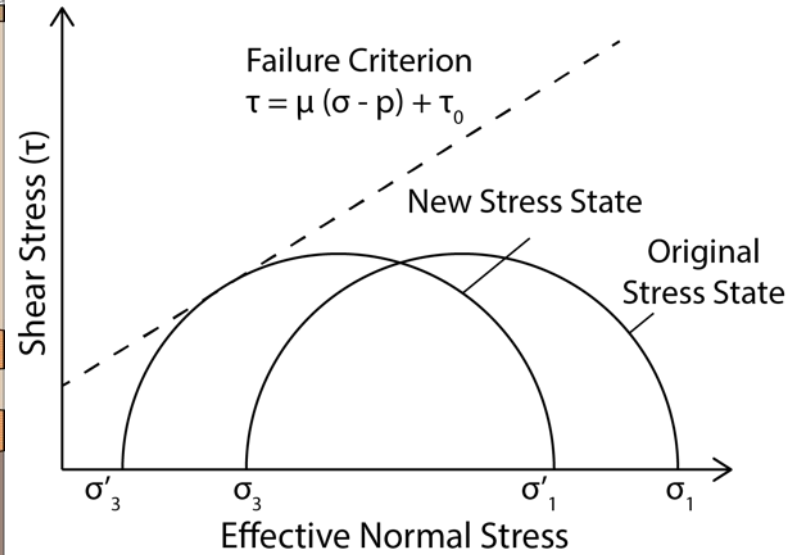 Failure Criterion
τ = μ (σ - p) + τ₀
New Stress State
Original
Stress State
Shear Stress (τ)
σ′₃
σ₃
σ′₁
σ₁
Effective Normal Stress